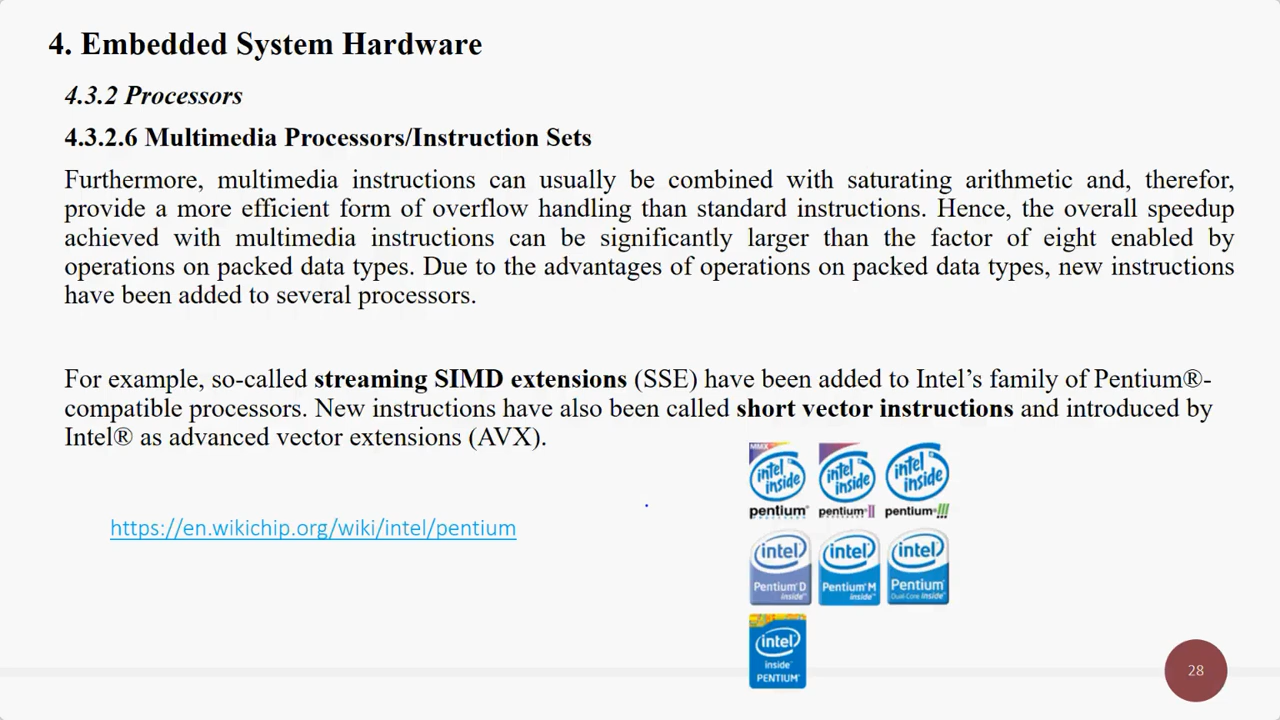 4. Embedded System Hardware
4.3.2 Processors
4.3.2.6 Multimedia Processors/Instruction Sets
Furthermore, multimedia instructions can usually be combined with saturating arithmetic and, therefor,
provide a more efficient form of overflow handling than standard instructions. Hence, the overall speedup
achieved with multimedia instructions can be significantly larger than the factor of eight enabled by
operations on packed data types. Due to the advantages of operations on packed data types, new instructions
have been added to several processors.
For example, so-called streaming SIMD extensions (SSE) have been added to Intel’s family of Pentium®-
compatible processors. New instructions have also been called short vector instructions and introduced by
Intel® as advanced vector extensions (AVX).
https://en.wikichip.org/wiki/intel/pentium
MMX
intel inside pentium®
intel inside pentium®II
intel inside pentium®III
intel Pentium®D inside™
intel Pentium®M inside™
intel Pentium® Dual-Core inside™
intel inside™ PENTIUM®
28